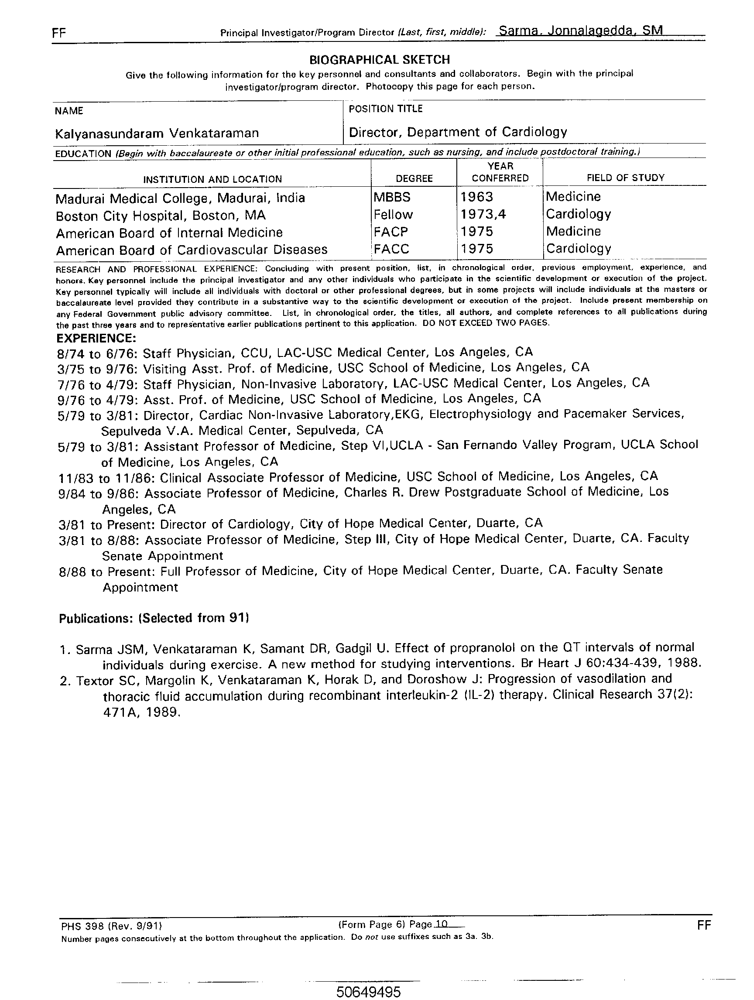 FF
Principal Investigator/Program Director (Last, first, middle): Sarma, Jonnalagedda, SM
BIOGRAPHICAL SKETCH
Give the following information for the key personnel and consultants and collaborators. Begin with the principal
investigator/program director. Photocopy this page for each person.
NAME
POSITION TITLE
Kalyanasundaram Venkataraman
Director, Department of Cardiology
EDUCATION (Begin with baccalaureate or other initial professional education, such as nursing, and include postdoctoral training.)
INSTITUTION AND LOCATION DEGREE YEAR CONFERRED FIELD OF STUDY
Madurai Medical College, Madurai, India MBBS 1963 Medicine
Boston City Hospital, Boston, MA Fellow 1973,4 Cardiology
American Board of Internal Medicine FACP 1975 Medicine
American Board of Cardiovascular Diseases FACC 1975 Cardiology
RESEARCH AND PROFESSIONAL EXPERIENCE: Concluding with present position, list, in chronological order, previous employment, experience, and
honors. Key personnel include the principal investigator and any other individuals who participate in the scientific development or execution of the project.
Key personnel typically will include all individuals with doctoral or other professional degrees, but in some projects will include individuals at the masters or
baccalaureate level provided they contribute in a substantive way to the scientific development or execution of the project. Include present membership on
any Federal Government public advisory committee. List, in chronological order, the titles, all authors, and complete references to all publications during
the past three years and to representative earlier publications pertinent to this application. DO NOT EXCEED TWO PAGES.
EXPERIENCE:
8/74 to 6/76: Staff Physician, CCU, LAC-USC Medical Center, Los Angeles, CA
3/75 to 9/76: Visiting Asst. Prof. of Medicine, USC School of Medicine, Los Angeles, CA
7/76 to 4/79: Staff Physician, Non-Invasive Laboratory, LAC-USC Medical Center, Los Angeles, CA
9/76 to 4/79: Asst. Prof. of Medicine, USC School of Medicine, Los Angeles, CA
5/79 to 3/81: Director, Cardiac Non-Invasive Laboratory,EKG, Electrophysiology and Pacemaker Services,
Sepulveda V.A. Medical Center, Sepulveda, CA
5/79 to 3/81: Assistant Professor of Medicine, Step VI,UCLA - San Fernando Valley Program, UCLA School
of Medicine, Los Angeles, CA
11/83 to 11/86: Clinical Associate Professor of Medicine, USC School of Medicine, Los Angeles, CA
9/84 to 9/86: Associate Professor of Medicine, Charles R. Drew Postgraduate School of Medicine, Los
Angeles, CA
3/81 to Present: Director of Cardiology, City of Hope Medical Center, Duarte, CA
3/81 to 8/88: Associate Professor of Medicine, Step III, City of Hope Medical Center, Duarte, CA. Faculty
Senate Appointment
8/88 to Present: Full Professor of Medicine, City of Hope Medical Center, Duarte, CA. Faculty Senate
Appointment
Publications: (Selected from 91)
1. Sarma JSM, Venkataraman K, Samant DR, Gadgil U. Effect of propranolol on the QT intervals of normal
individuals during exercise. A new method for studying interventions. Br Heart J 60:434-439, 1988.
2. Textor SC, Margolin K, Venkataraman K, Horak D, and Doroshow J: Progression of vasodilation and
thoracic fluid accumulation during recombinant interleukin-2 (IL-2) therapy. Clinical Research 37(2):
471A, 1989.
PHS 398 (Rev. 9/91) (Form Page 6) Page 10 FF
Number pages consecutively at the bottom throughout the application. Do not use suffixes such as 3a. 3b.
50649495